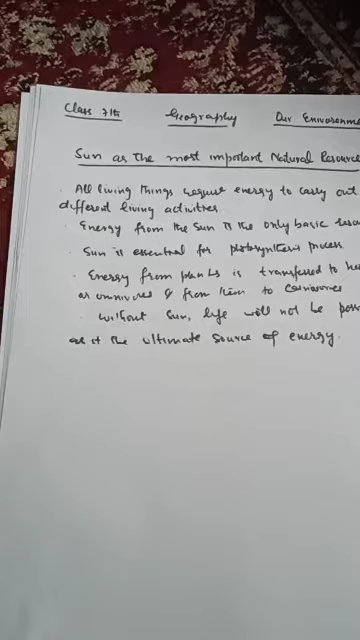 Class 7th Geography Our Environme
Sun as the most important Natural Resource
· All living things require energy to carry out
different living activities.
· Energy from the Sun is the only basic
· Sun is essential for photosynthesis process.
· Energy from plants is transferred to
as omnivores & from them to carnivores
· without Sun, life will not be poss
as it the ultimate source of energy.